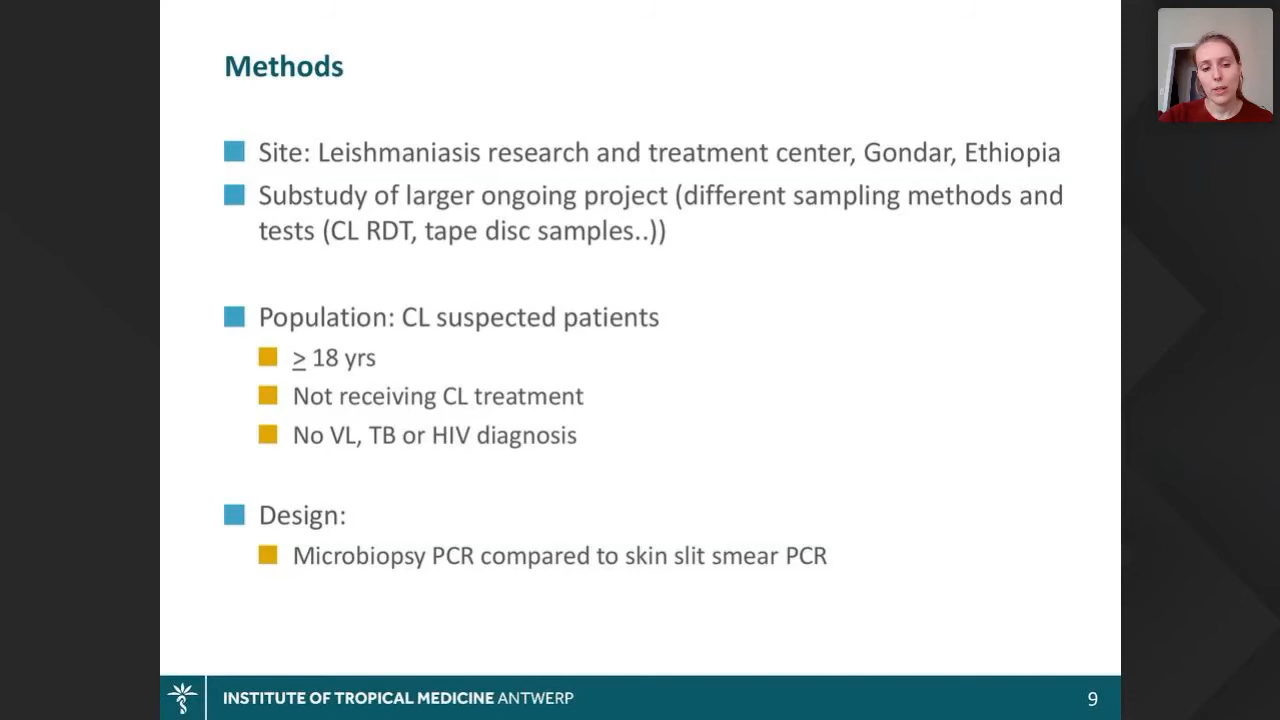 Methods
Site: Leishmaniasis research and treatment center, Gondar, Ethiopia
Substudy of larger ongoing project (different sampling methods and
tests (CL RDT, tape disc samples..))
Population: CL suspected patients
≥ 18 yrs
Not receiving CL treatment
No VL, TB or HIV diagnosis
Design:
Microbiopsy PCR compared to skin slit smear PCR
INSTITUTE OF TROPICAL MEDICINE ANTWERP
9